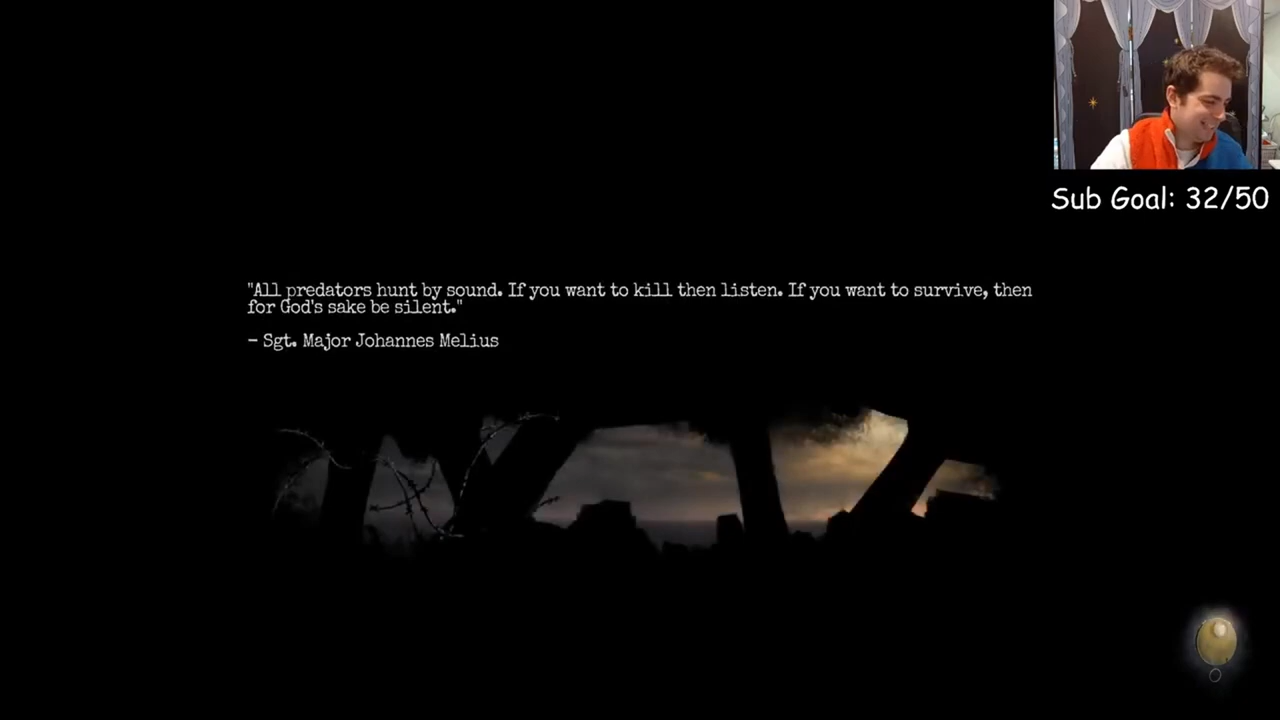 Sub Goal: 32/50
"All predators hunt by sound. If you want to kill then listen. If you want to survive, then
for God's sake be silent."
- Sgt. Major Johannes Melius